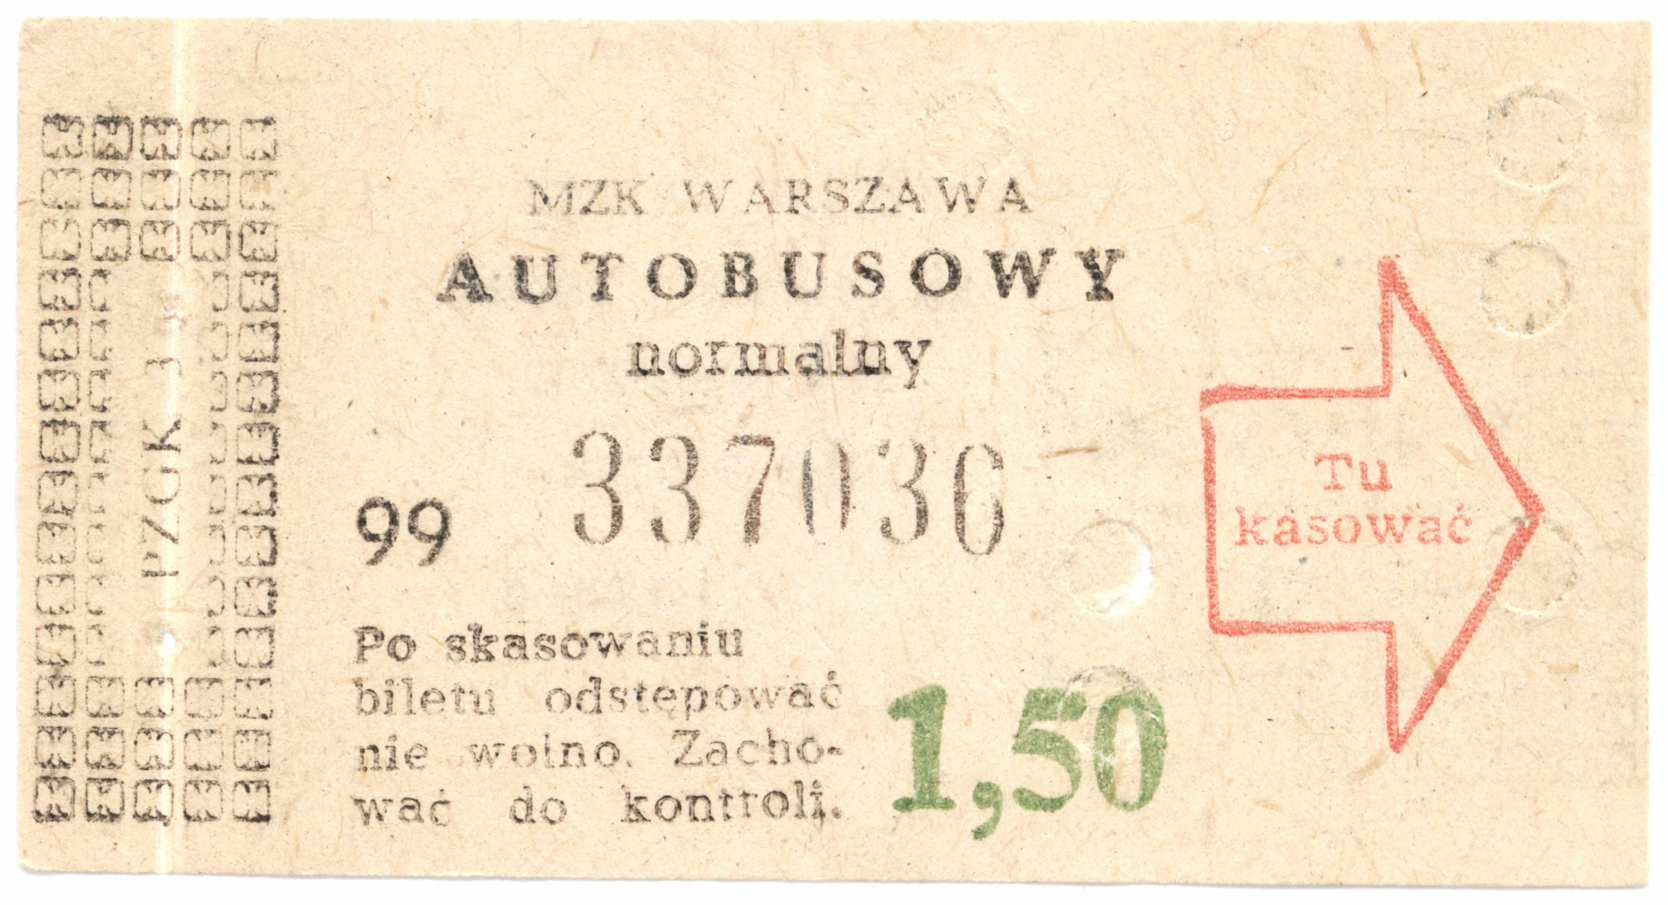 MZK WARSZAWA
AUTOBUSOWY
normalny
99 337036
Po skasowaniu
biletu odstępować
nie wolno. Zacho-
wać do kontroli.
1,50
Tu
kasować
PZGK 3